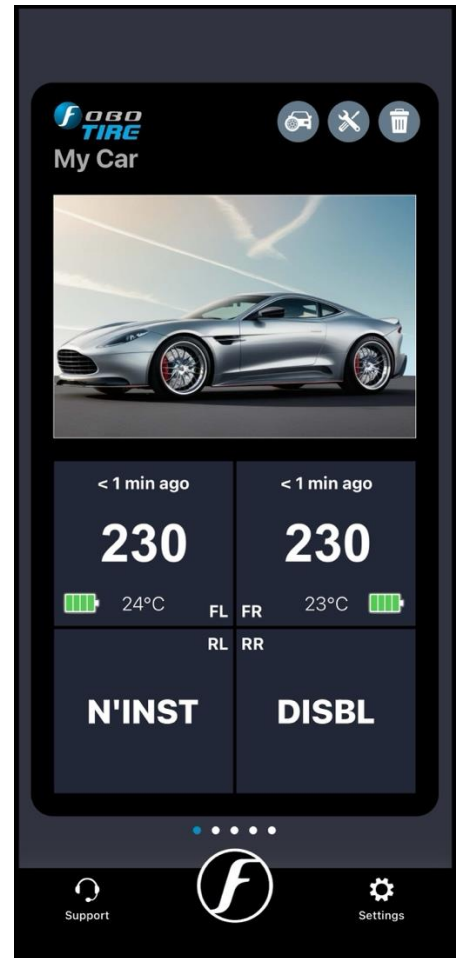 FOBO
TIRE
My Car
< 1 min ago
< 1 min ago
230
230
24°C
FL
FR
23°C
RL
RR
N'INST
DISBL
Support
Settings